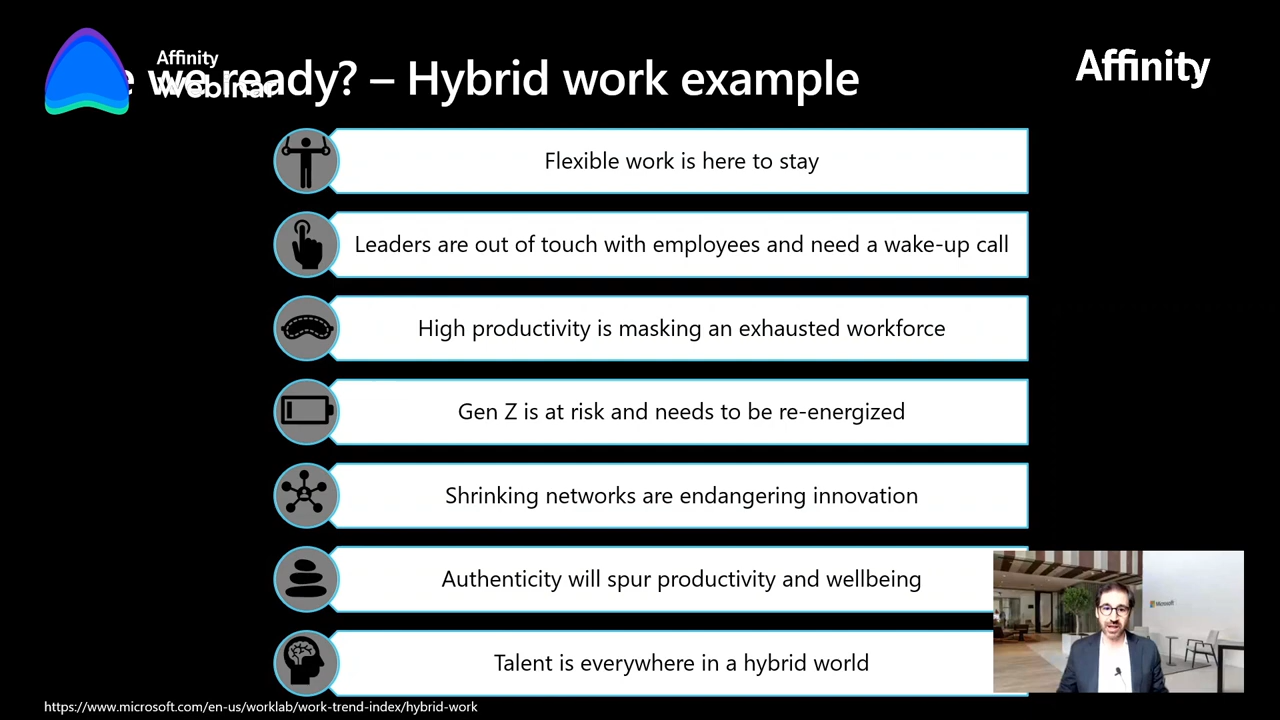 Affinity
Webinar
e we ready? – Hybrid work example
Affinity
Flexible work is here to stay
Leaders are out of touch with employees and need a wake-up call
High productivity is masking an exhausted workforce
Gen Z is at risk and needs to be re-energized
Shrinking networks are endangering innovation
Authenticity will spur productivity and wellbeing
Talent is everywhere in a hybrid world
Microsoft
https://www.microsoft.com/en-us/worklab/work-trend-index/hybrid-work